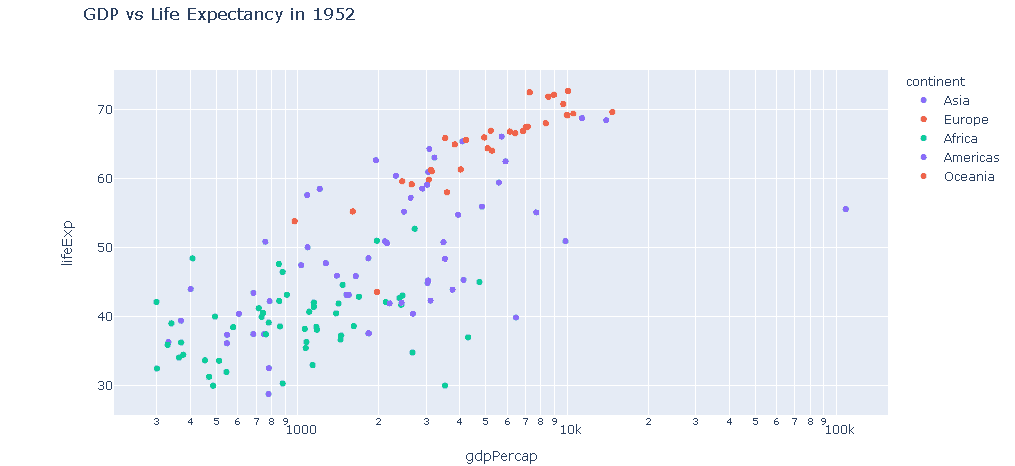 GDP vs Life Expectancy in 1952
continent
Asia
Europe
Africa
Americas
Oceania
lifeExp
70
60
50
40
30
3 4 5 6 7 8 9 1000 2 3 4 5 6 7 8 9 10k 2 3 4 5 6 7 8 9 100k
gdpPercap